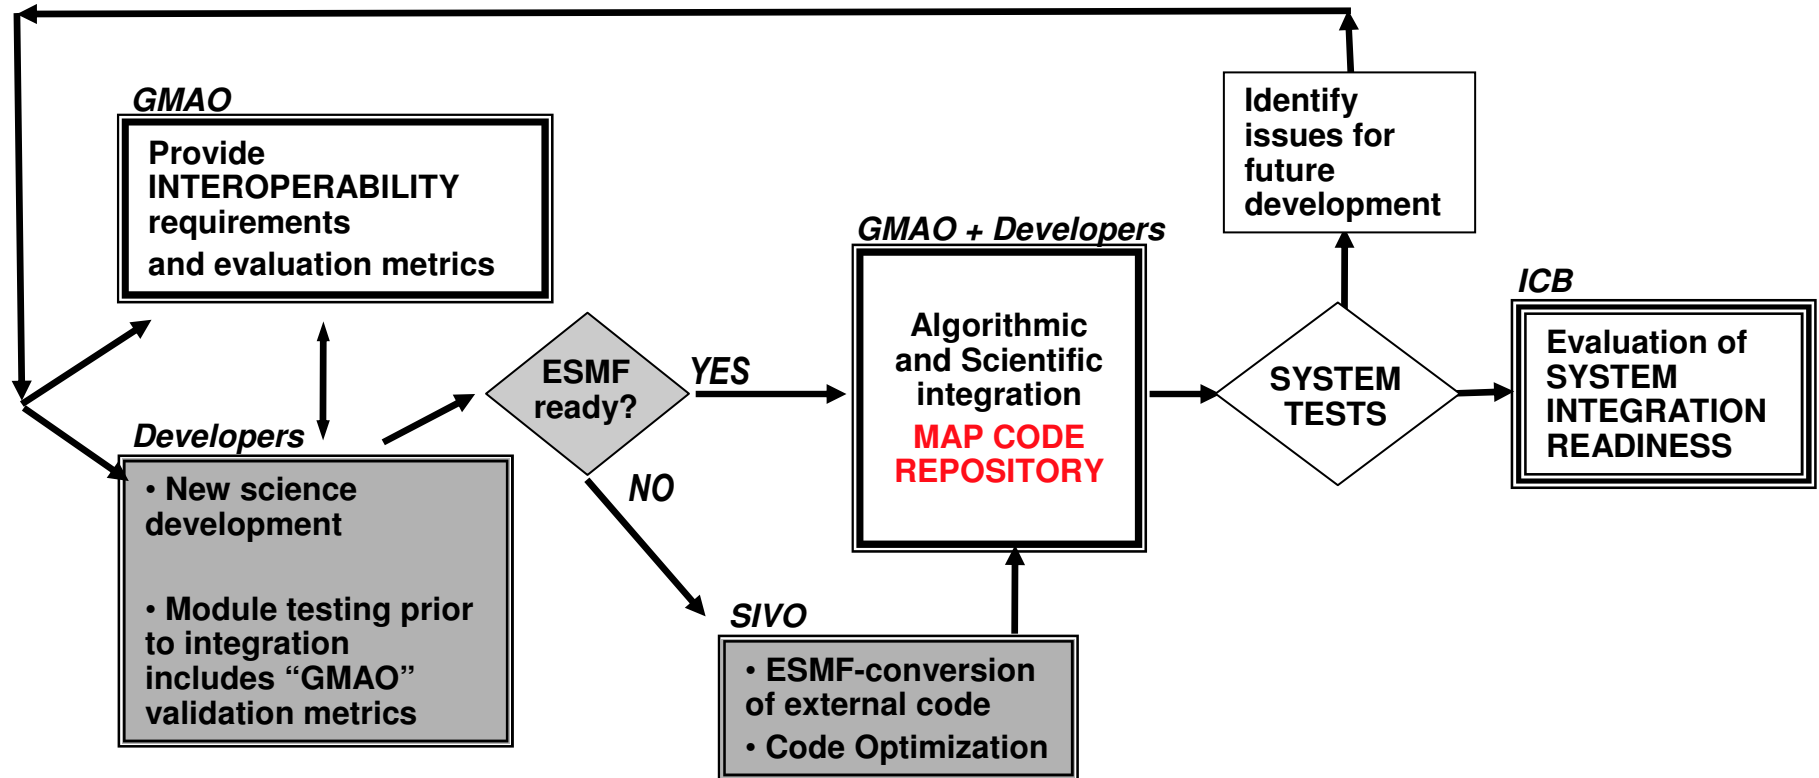 GMAO
Provide
INTEROPERABILITY
requirements
and evaluation metrics
Developers
• New science
development
• Module testing prior
to integration
includes “GMAO”
validation metrics
ESMF
ready?
YES
NO
SIVO
• ESMF-conversion
of external code
• Code Optimization
GMAO + Developers
Algorithmic
and Scientific
integration
MAP CODE
REPOSITORY
SYSTEM
TESTS
Identify
issues for
future
development
ICB
Evaluation of
SYSTEM
INTEGRATION
READINESS